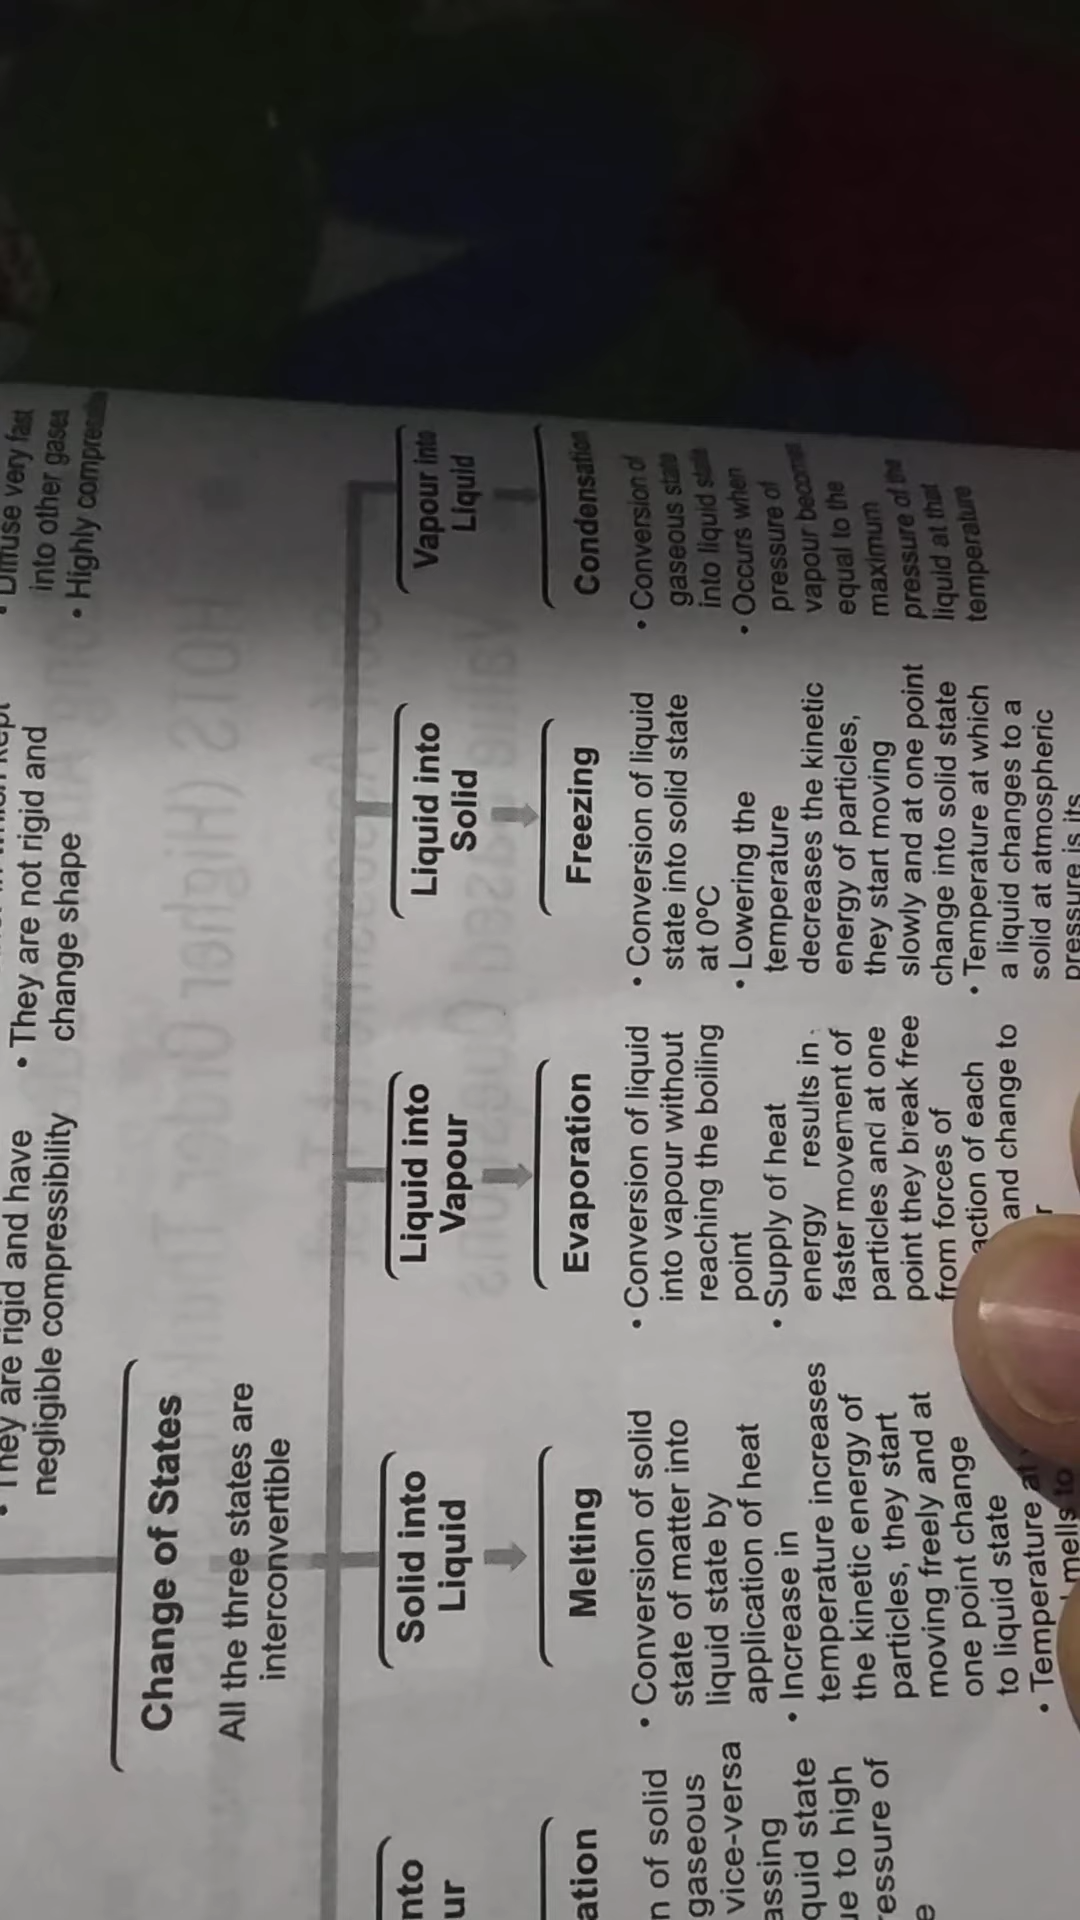 They are rigid and have
negligible compressibility
• They are not rigid and
change shape
Diffuse very fast
into other gases
• Highly compressible
Change of States
All the three states are
interconvertible
nto
ur
ation
n of solid
gaseous
vice-versa
assing
quid state
ue to high
ressure of
e
Solid into
Liquid
Melting
• Conversion of solid
state of matter into
liquid state by
application of heat
• Increase in
temperature increases
the kinetic energy of
particles, they start
moving freely and at
one point change
to liquid state
• Temperature at
melts to
Liquid into
Vapour
Evaporation
• Conversion of liquid
into vapour without
reaching the boiling
point
• Supply of heat
energy results in
faster movement of
particles and at one
point they break free
from forces of
action of each
and change to
r
Liquid into
Solid
Freezing
• Conversion of liquid
state into solid state
at 0°C
• Lowering the
temperature
decreases the kinetic
energy of particles,
they start moving
slowly and at one point
change into solid state
• Temperature at which
a liquid changes to a
solid at atmospheric
pressure is its
Vapour into
Liquid
Condensation
• Conversion of
gaseous state
into liquid state
• Occurs when
pressure of
vapour becomes
equal to the
maximum
pressure of the
liquid at that
temperature